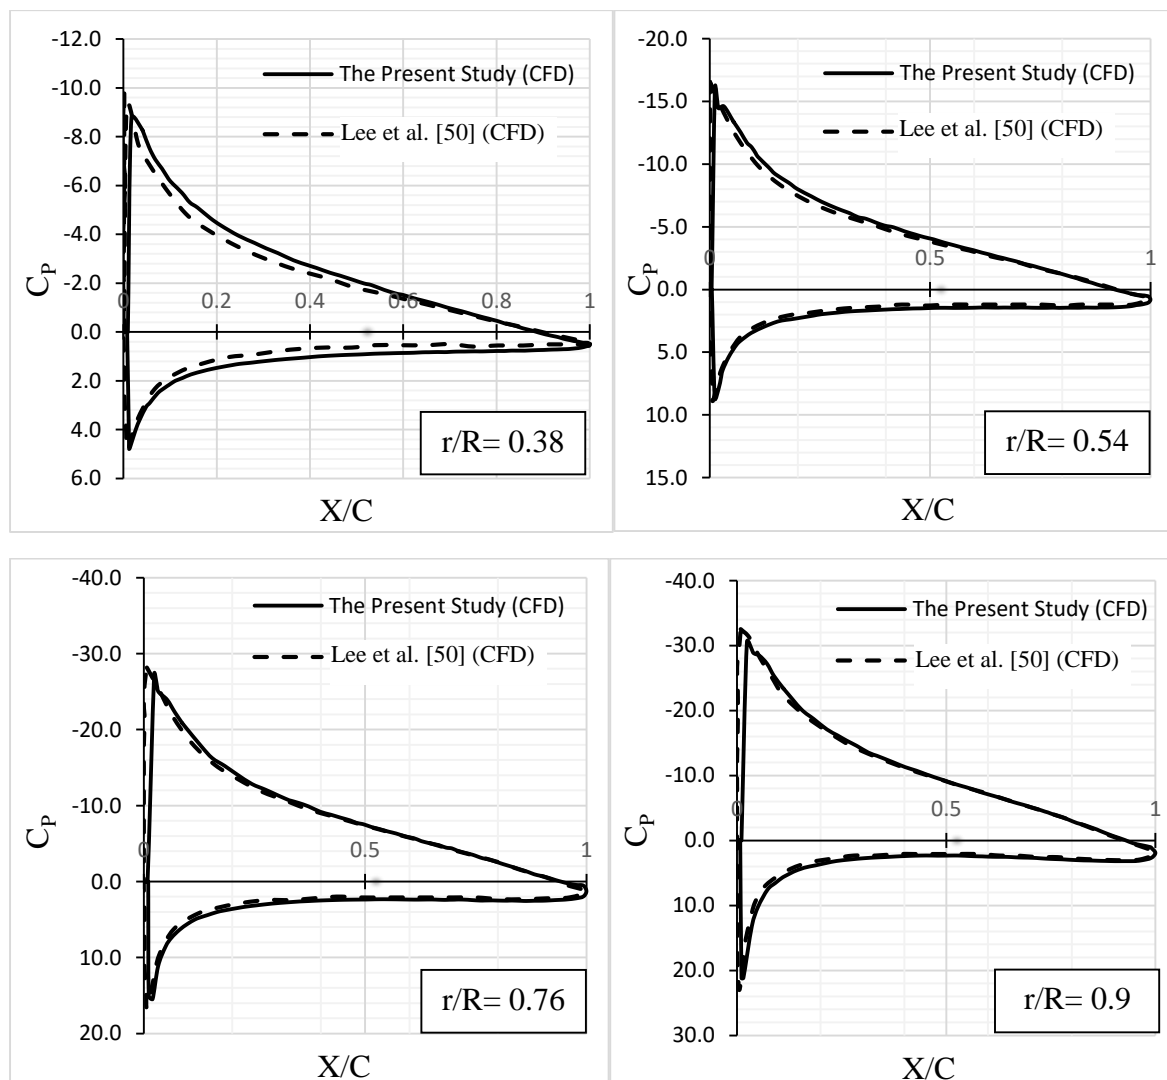 -12.0
-10.0
-8.0
-6.0
-4.0
-2.0
0.0
2.0
4.0
6.0
0
0.2
0.4
0.6
0.8
1
The Present Study (CFD)
Lee et al. [50] (CFD)
CP
r/R= 0.38
X/C
-20.0
-15.0
-10.0
-5.0
0.0
5.0
10.0
15.0
0
0.5
1
The Present Study (CFD)
Lee et al. [50] (CFD)
CP
r/R= 0.54
X/C
-40.0
-30.0
-20.0
-10.0
0.0
10.0
20.0
0
0.5
1
The Present Study (CFD)
Lee et al. [50] (CFD)
CP
r/R= 0.76
X/C
-40.0
-30.0
-20.0
-10.0
0.0
10.0
20.0
30.0
0
0.5
1
The Present Study (CFD)
Lee et al. [50] (CFD)
CP
r/R= 0.9
X/C